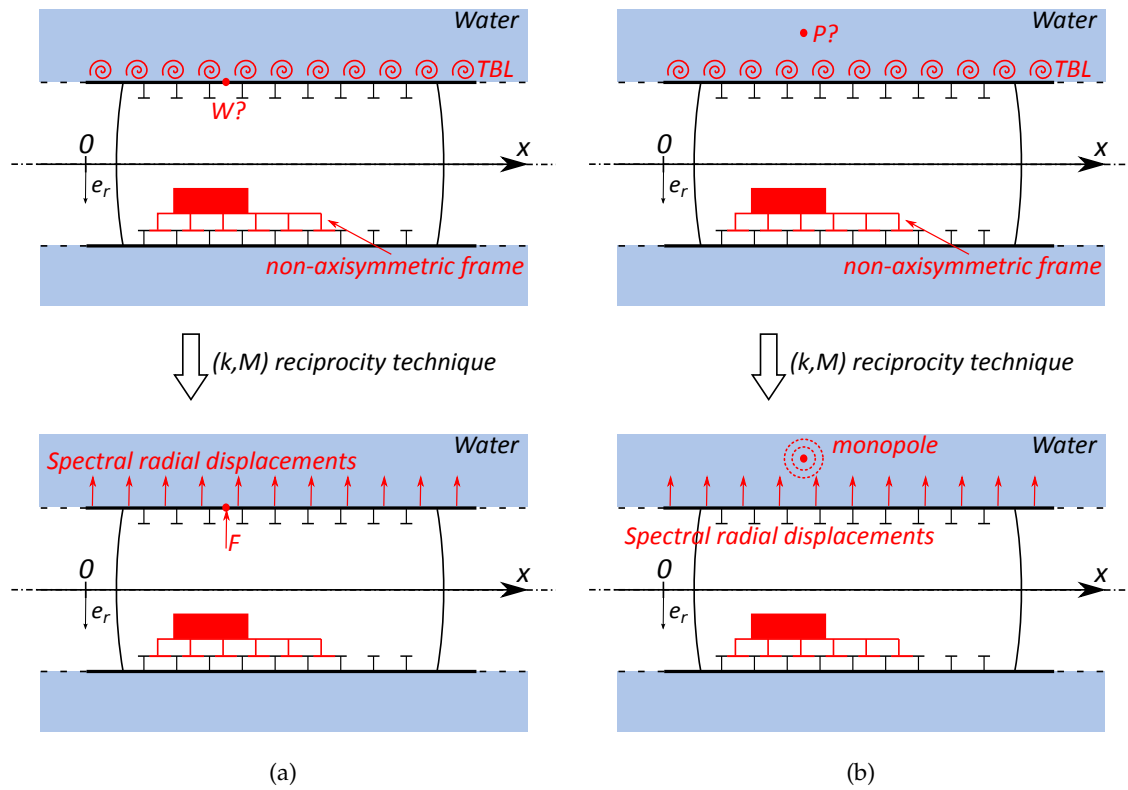 Water
TBL
W?
0
x
e_r
non-axisymmetric frame
(k,M) reciprocity technique
Water
Spectral radial displacements
F
0
x
e_r
(a)
Water
P?
TBL
0
x
e_r
non-axisymmetric frame
(k,M) reciprocity technique
Water
monopole
Spectral radial displacements
0
x
e_r
(b)